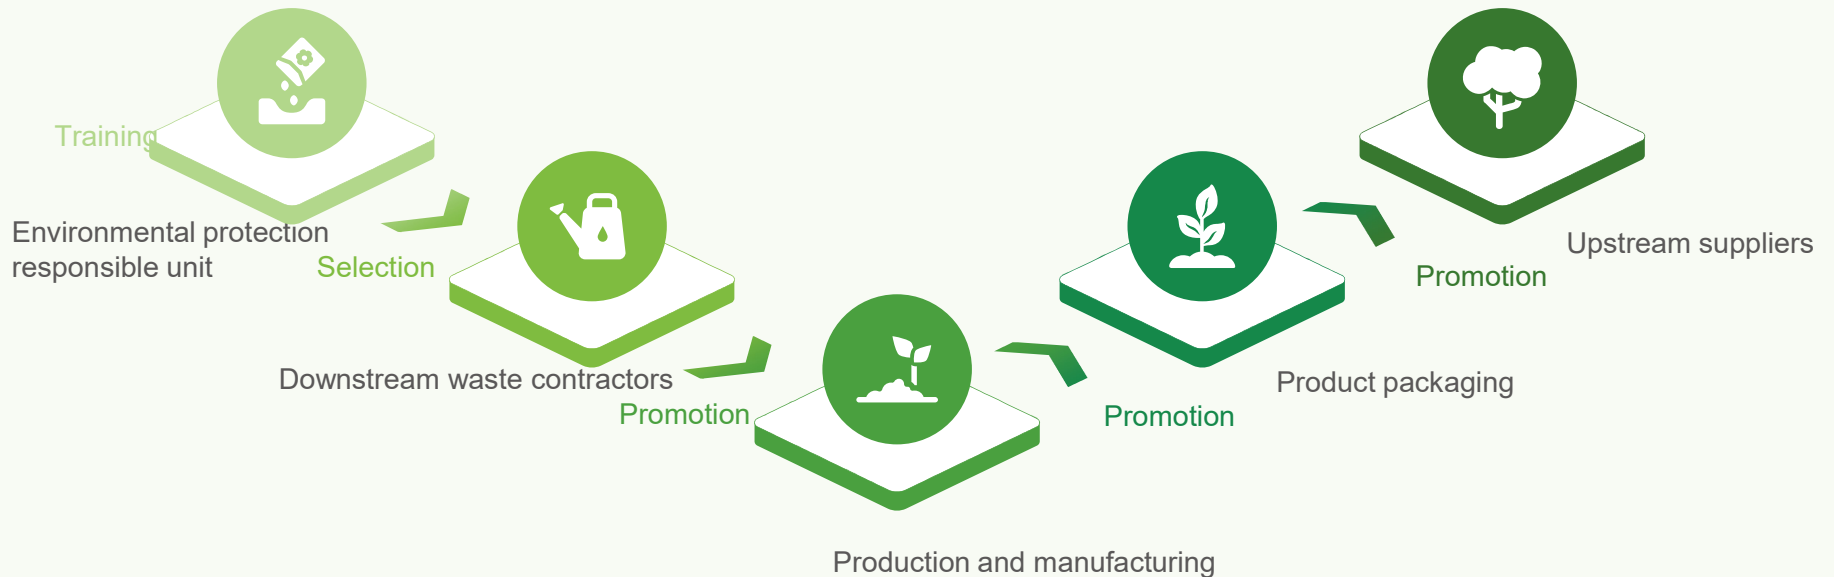 Training
Environmental protection
responsible unit
Selection
Downstream waste contractors
Promotion
Production and manufacturing
Promotion
Product packaging
Promotion
Upstream suppliers